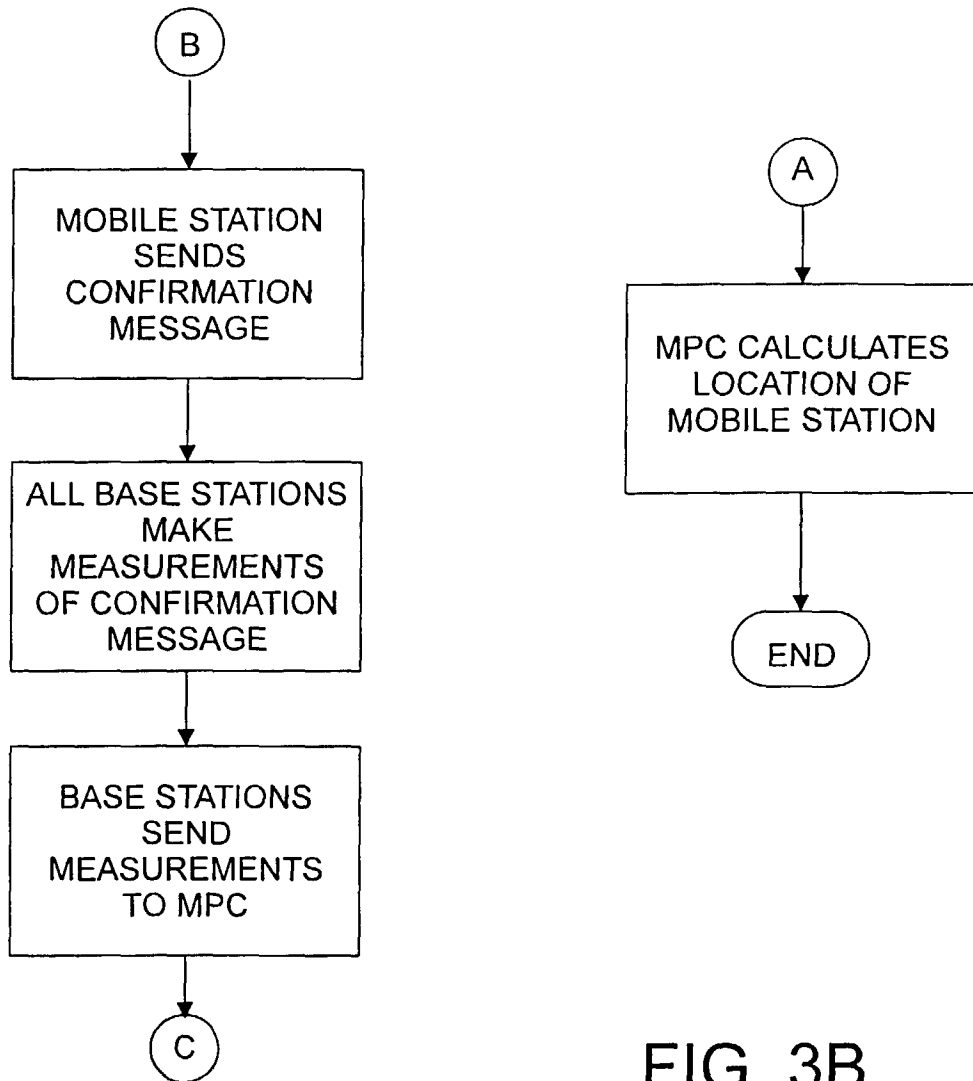 B
MOBILE STATION
SENDS
CONFIRMATION
MESSAGE
ALL BASE STATIONS
MAKE
MEASUREMENTS
OF CONFIRMATION
MESSAGE
BASE STATIONS
SEND
MEASUREMENTS
TO MPC
C
A
MPC CALCULATES
LOCATION OF
MOBILE STATION
END
FIG. 3B